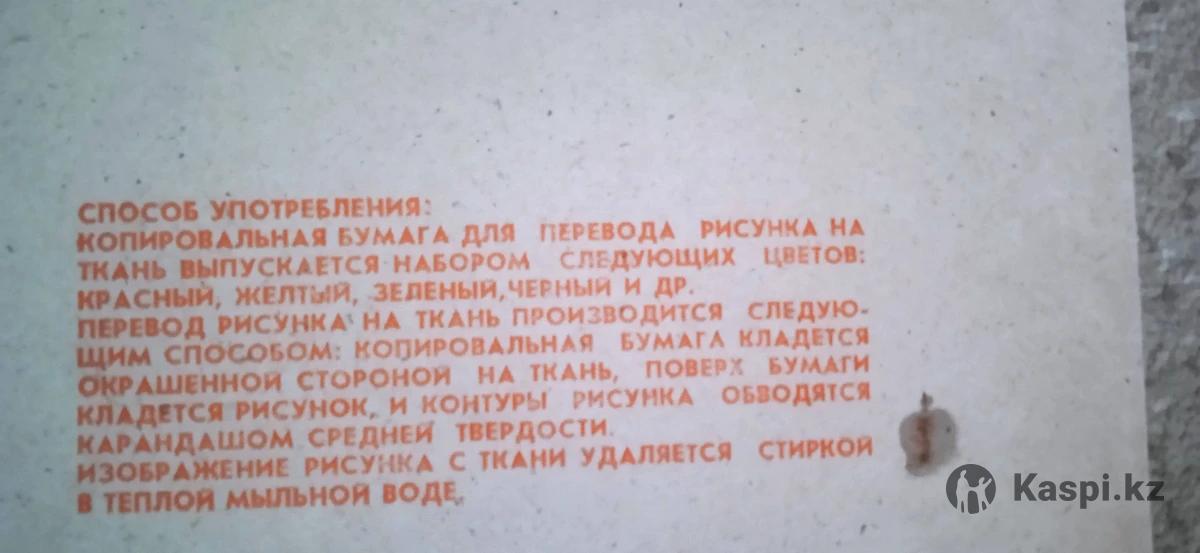 СПОСОБ УПОТРЕБЛЕНИЯ:
КОПИРОВАЛЬНАЯ БУМАГА ДЛЯ ПЕРЕВОДА РИСУНКА НА
ТКАНЬ ВЫПУСКАЕТСЯ НАБОРОМ СЛЕДУЮЩИХ ЦВЕТОВ:
КРАСНЫЙ, ЖЕЛТЫЙ, ЗЕЛЕНЫЙ, ЧЕРНЫЙ И ДР.
ПЕРЕВОД РИСУНКА НА ТКАНЬ ПРОИЗВОДИТСЯ СЛЕДУЮ-
ЩИМ СПОСОБОМ: КОПИРОВАЛЬНАЯ БУМАГА КЛАДЕТСЯ
ОКРАШЕННОЙ СТОРОНОЙ НА ТКАНЬ, ПОВЕРХ БУМАГИ
КЛАДЕТСЯ РИСУНОК, И КОНТУРЫ РИСУНКА ОБВОДЯТСЯ
КАРАНДАШОМ СРЕДНЕЙ ТВЕРДОСТИ.
ИЗОБРАЖЕНИЕ РИСУНКА С ТКАНИ УДАЛЯЕТСЯ СТИРКОЙ
В ТЕПЛОЙ МЫЛЬНОЙ ВОДЕ.
Kaspi.kz